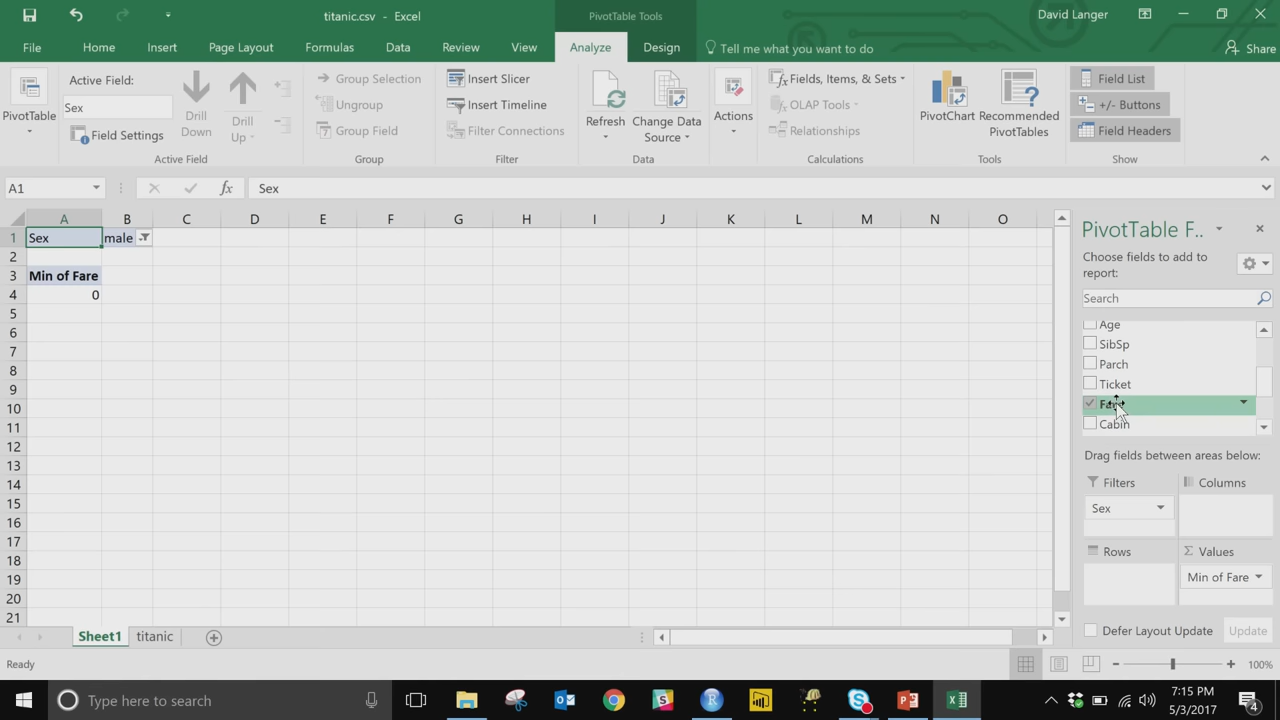 titanic.csv - Excel
PivotTable Tools
David Langer
File Home Insert Page Layout Formulas Data Review View Analyze Design Tell me what you want to do Share
PivotTable
Active Field:
Sex
Field Settings
Drill Down
Drill Up
Active Field
Group Selection
Ungroup
Group Field
Group
Insert Slicer
Insert Timeline
Filter Connections
Filter
Refresh
Change Data Source
Data
Actions
Fields, Items, & Sets
OLAP Tools
Relationships
Calculations
PivotChart
Recommended PivotTables
Tools
Field List
+/- Buttons
Field Headers
Show
A1 fx Sex
A B C D E F G H I J K L M N O
1 Sex male
2
3 Min of Fare
4 0
5
6
7
8
9
10
11
12
13
14
15
16
17
18
19
20
21
PivotTable F..
Choose fields to add to
report:
Search
Age
SibSp
Parch
Ticket
Cabin
Drag fields between areas below:
Filters Columns
Sex
Rows Σ Values
Min of Fare
Defer Layout Update Update
Sheet1 titanic
Ready 100%
Type here to search
7:15 PM
5/3/2017
4